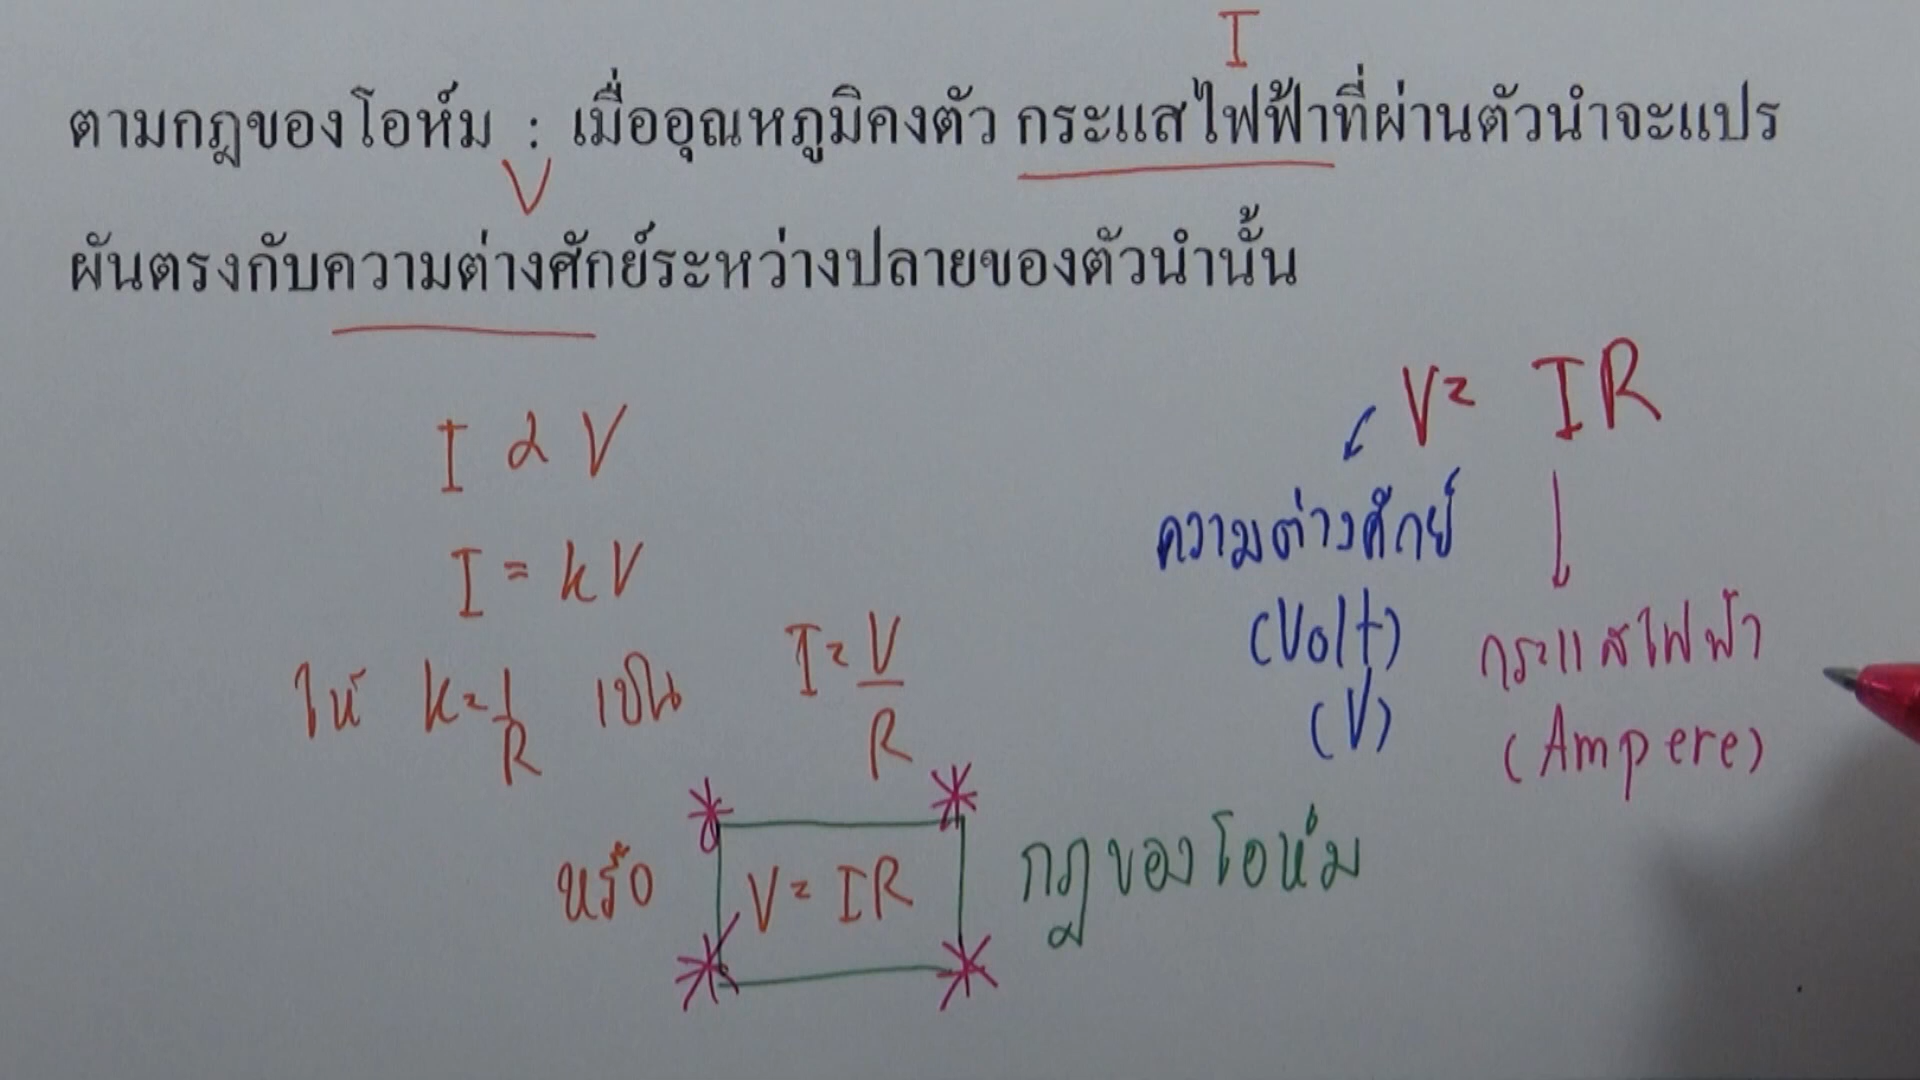 I
ตามกฎของโอห์ม : เมื่ออุณหภูมิคงตัว กระแสไฟฟ้าที่ผ่านตัวนำจะแปร
V
ผันตรงกับความต่างศักย์ระหว่างปลายของตัวนำนั้น
I α V
I = kV
ให้ k = 1/R เป็น I = V/R
หรือ V = IR กฎของโอห์ม
V = IR
ความต่างศักย์
(Volt)
(V)
กระแสไฟฟ้า
(Ampere)